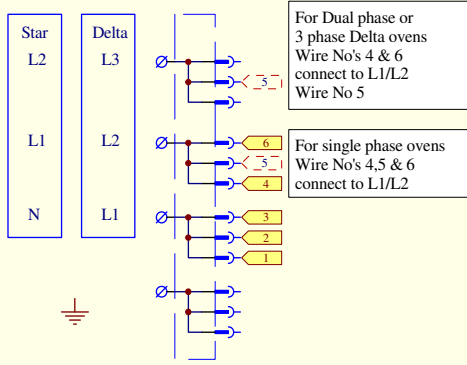 Star
Delta
L2
L3
L1
L2
N
L1
5
6
5
4
3
2
1
For Dual phase or
3 phase Delta ovens
Wire No's 4 & 6
connect to L1/L2
Wire No 5
For single phase ovens
Wire No's 4,5 & 6
connect to L1/L2